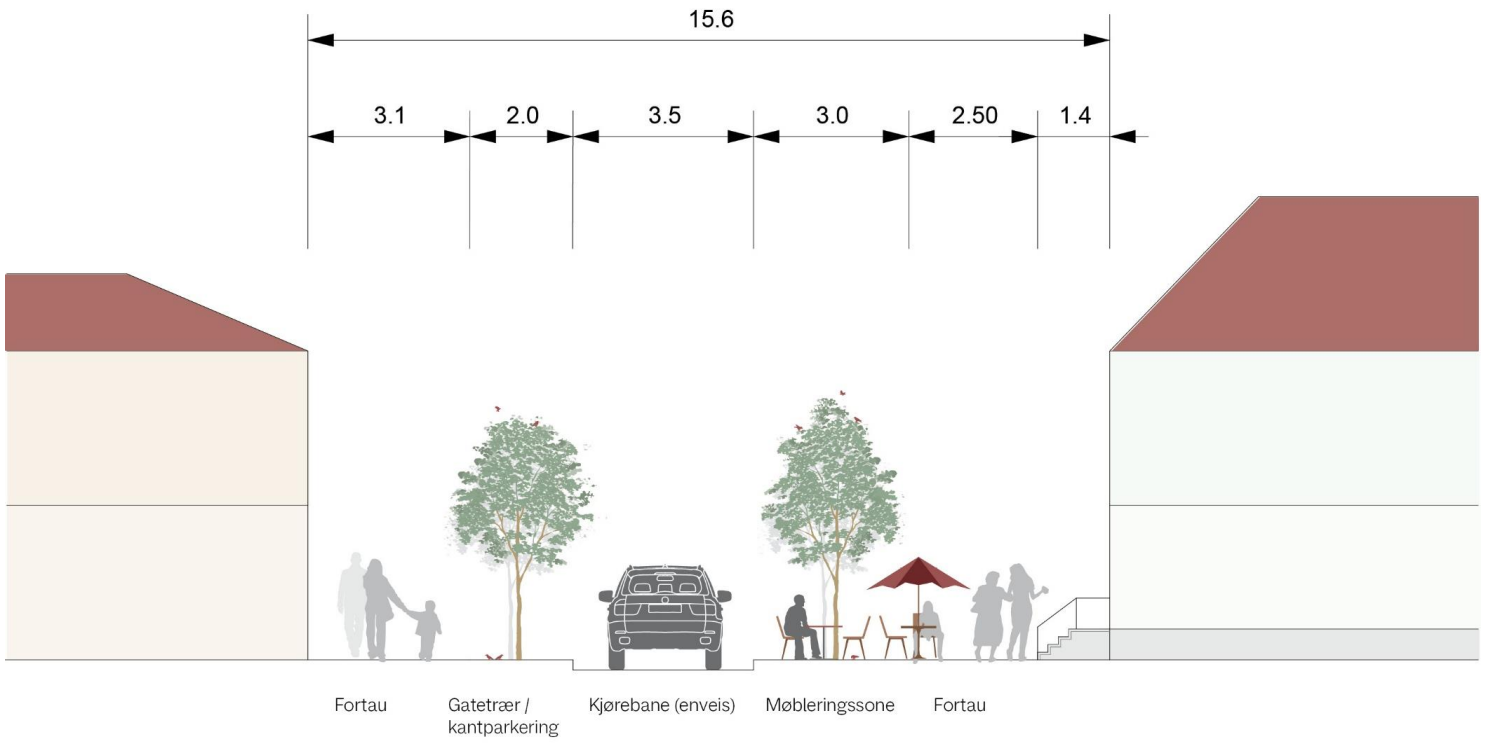 15.6
3.1 2.0 3.5 3.0 2.50 1.4
Fortau
Gatetrær /
kantparkering
Kjørebane (enveis)
Møbleringssone
Fortau